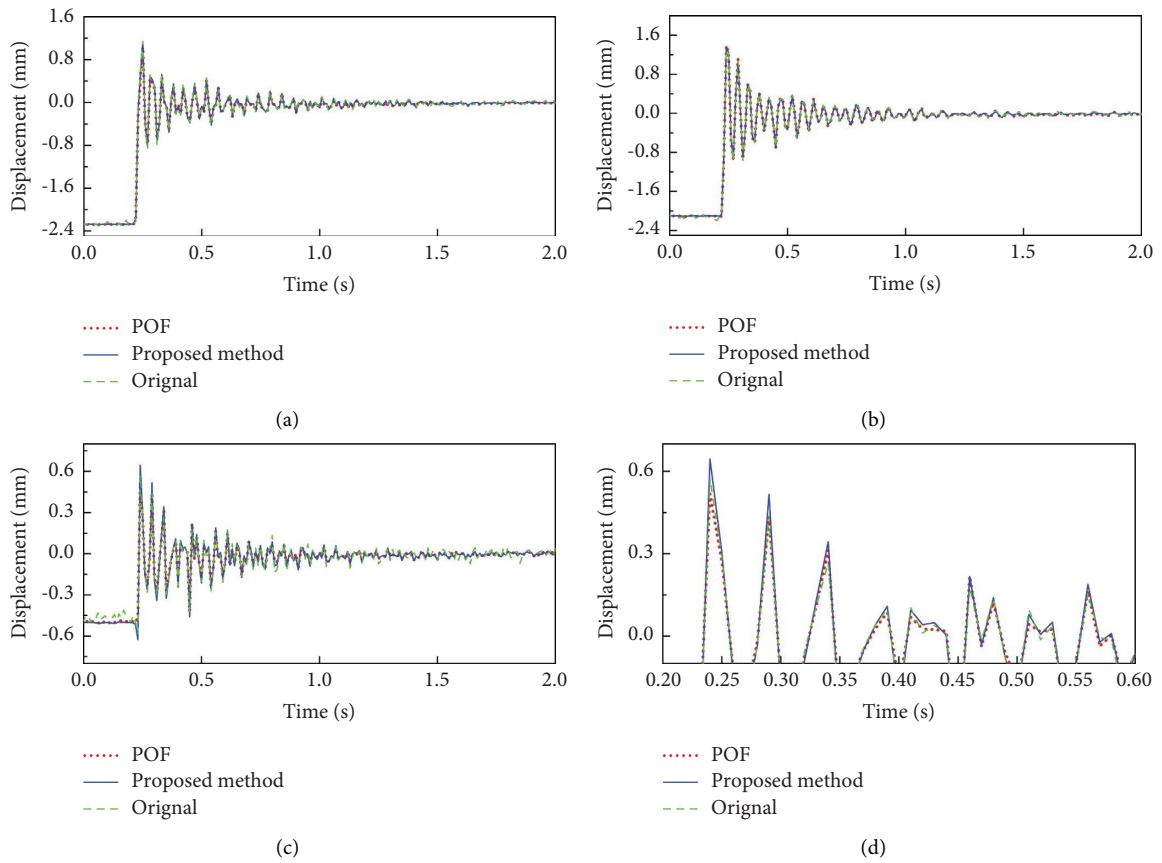 Displacement (mm)
1.6
0.8
0.0
-0.8
-1.6
-2.4
0.0 0.5 1.0 1.5 2.0
Time (s)
POF
Proposed method
Orignal
(a)
Displacement (mm)
1.6
0.8
0.0
-0.8
-1.6
-2.4
0.0 0.5 1.0 1.5 2.0
Time (s)
POF
Proposed method
Orignal
(b)
Displacement (mm)
0.6
0.3
0.0
-0.3
-0.6
0.0 0.5 1.0 1.5 2.0
Time (s)
POF
Proposed method
Orignal
(c)
Displacement (mm)
0.6
0.3
0.0
0.20 0.25 0.30 0.35 0.40 0.45 0.50 0.55 0.60
Time (s)
POF
Proposed method
Orignal
(d)